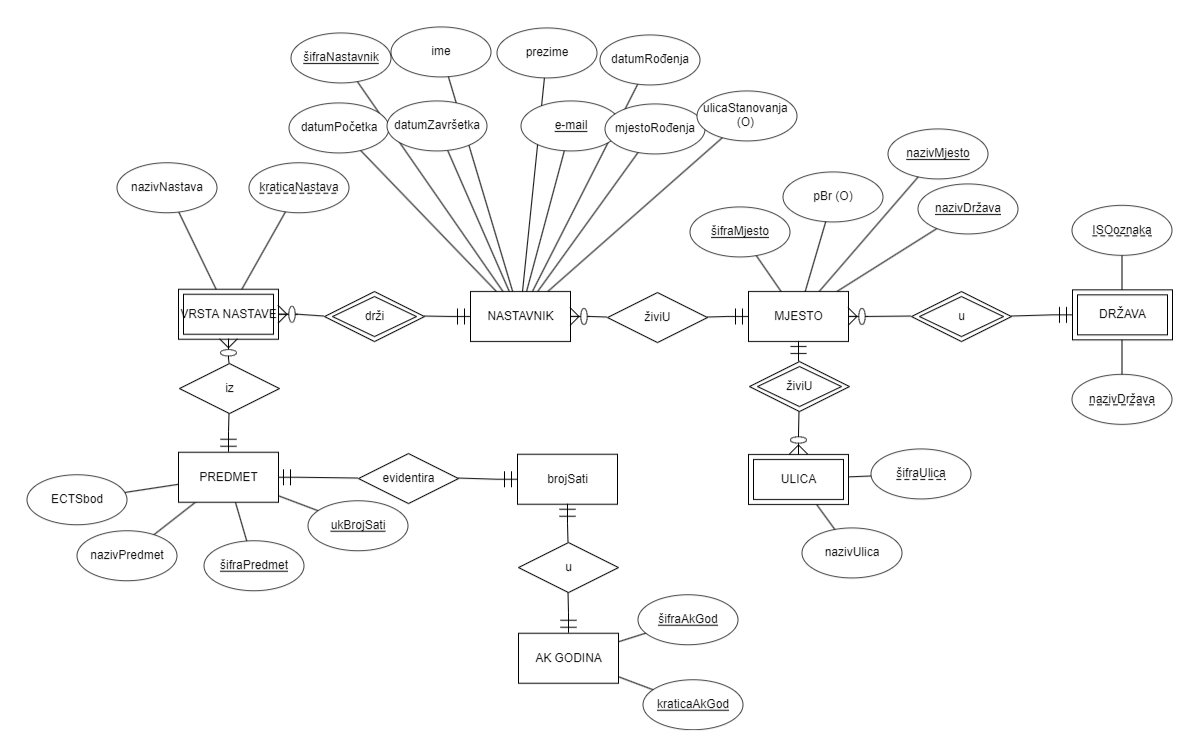 šifraNastavnik
ime
prezime
datumRođenja
datumPočetka
datumZavršetka
e-mail
mjestoRođenja
ulicaStanovanja
(O)
nazivNastava
kraticaNastava
šifraMjesto
pBr (O)
nazivMjesto
nazivDržava
ISOoznaka
VRSTA NASTAVE
drži
NASTAVNIK
živiU
MJESTO
u
DRŽAVA
iz
živiU
nazivDržava
PREDMET
evidentira
brojSati
ULICA
šifraUlica
ECTSbod
nazivPredmet
šifraPredmet
ukBrojSati
nazivUlica
u
šifraAkGod
AK GODINA
kraticaAkGod